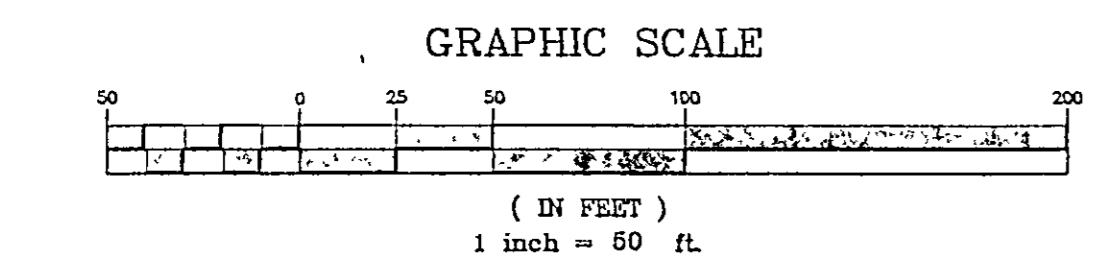 GRAPHIC SCALE
50 0 25 50 100 200
( IN FEET )
1 inch = 50 ft.